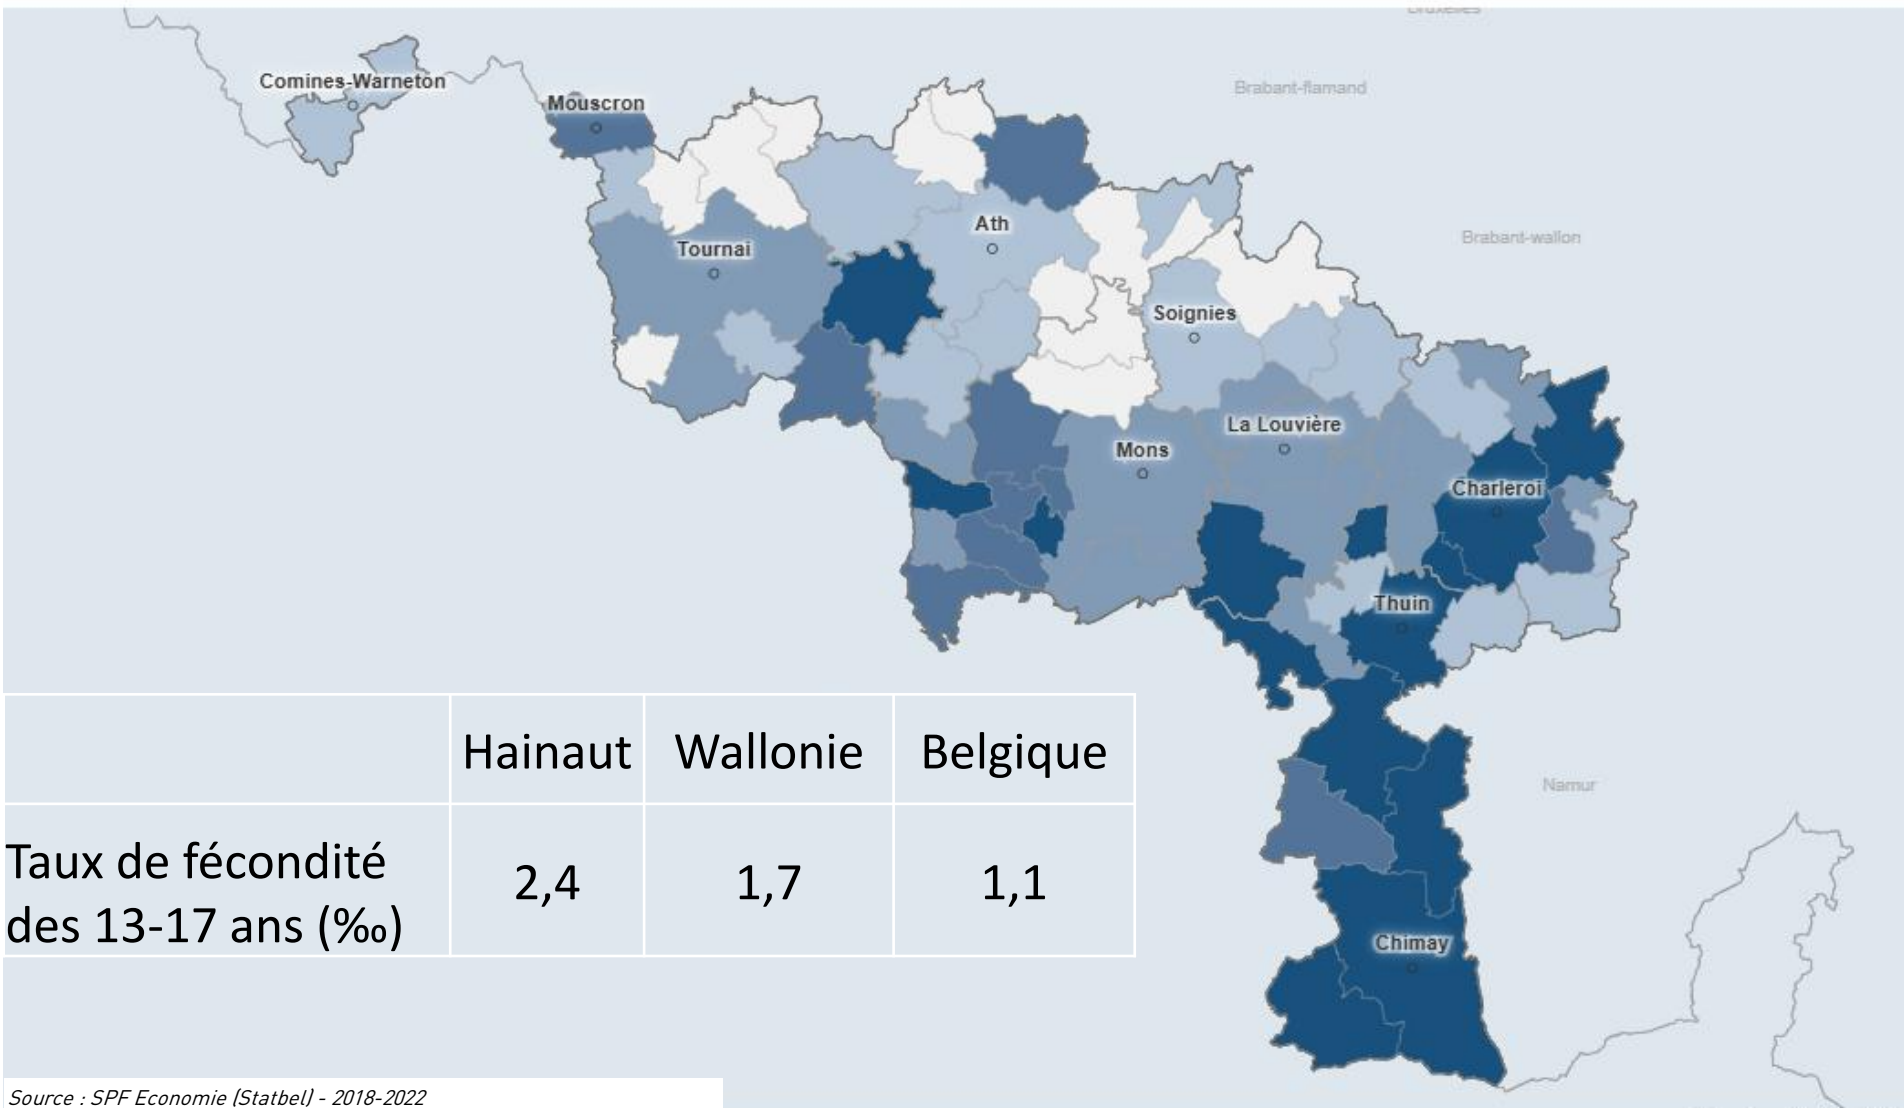 Bruxelles
Comines-Warneton
Mouscron
Brabant-flamand
Ath
Tournai
Brabant-wallon
Soignies
La Louvière
Mons
Charleroi
Thuin
Namur
Chimay
Hainaut Wallonie Belgique
Taux de fécondité
des 13-17 ans (‰) 2,4 1,7 1,1
Source : SPF Economie (Statbel) - 2018-2022